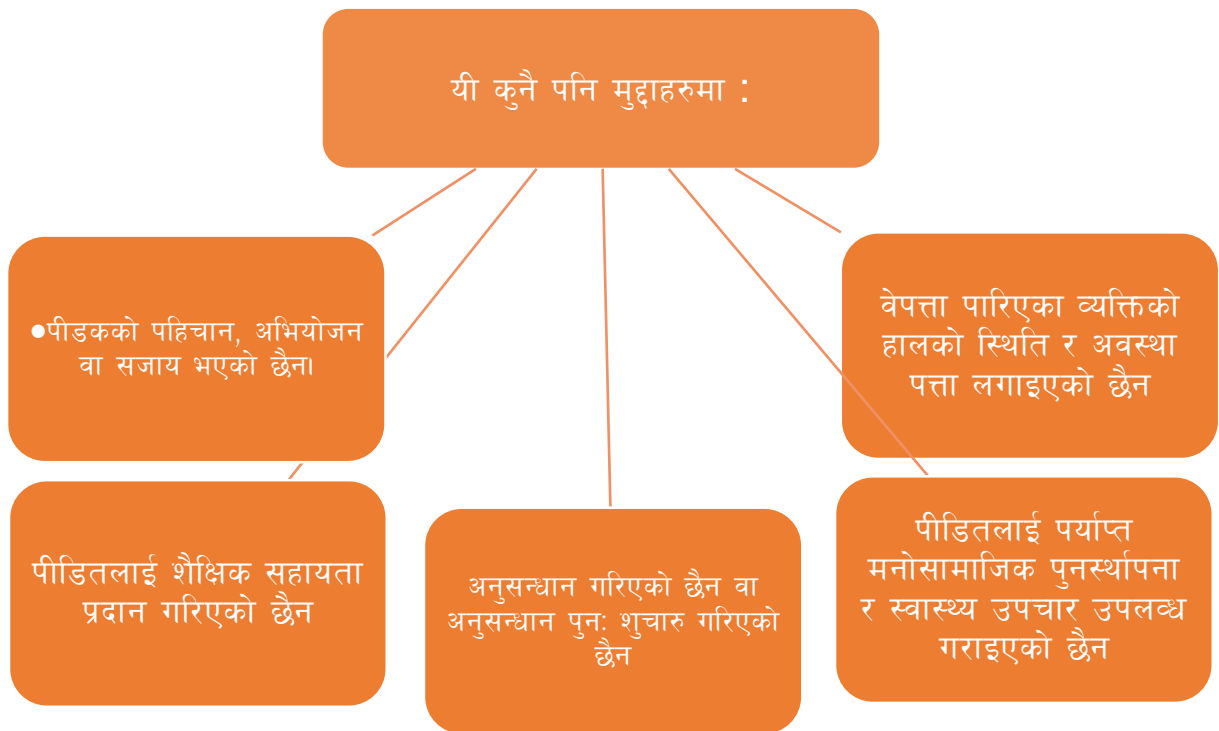 यी कुनै पनि मुद्दाहरुमा :
●पीडकको पहिचान, अभियोजन
वा सजाय भएको छैन।
वेपत्ता पारिएका व्यक्तिको
हालको स्थिति र अवस्था
पत्ता लगाइएको छैन
पीडितलाई शैक्षिक सहायता
प्रदान गरिएको छैन
अनुसन्धान गरिएको छैन वा
अनुसन्धान पुन: शुचारु गरिएको
छैन
पीडितलाई पर्याप्त
मनोसामाजिक पुनर्स्थापना
र स्वास्थ्य उपचार उपलव्ध
गराइएको छैन